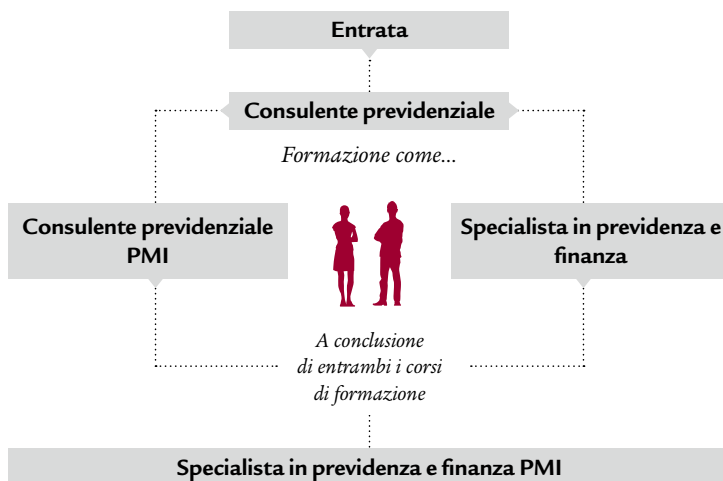 Entrata
Consulente previdenziale
Formazione come...
Consulente previdenziale
PMI
Specialista in previdenza e
finanza
A conclusione
di entrambi i corsi
di formazione
Specialista in previdenza e finanza PMI